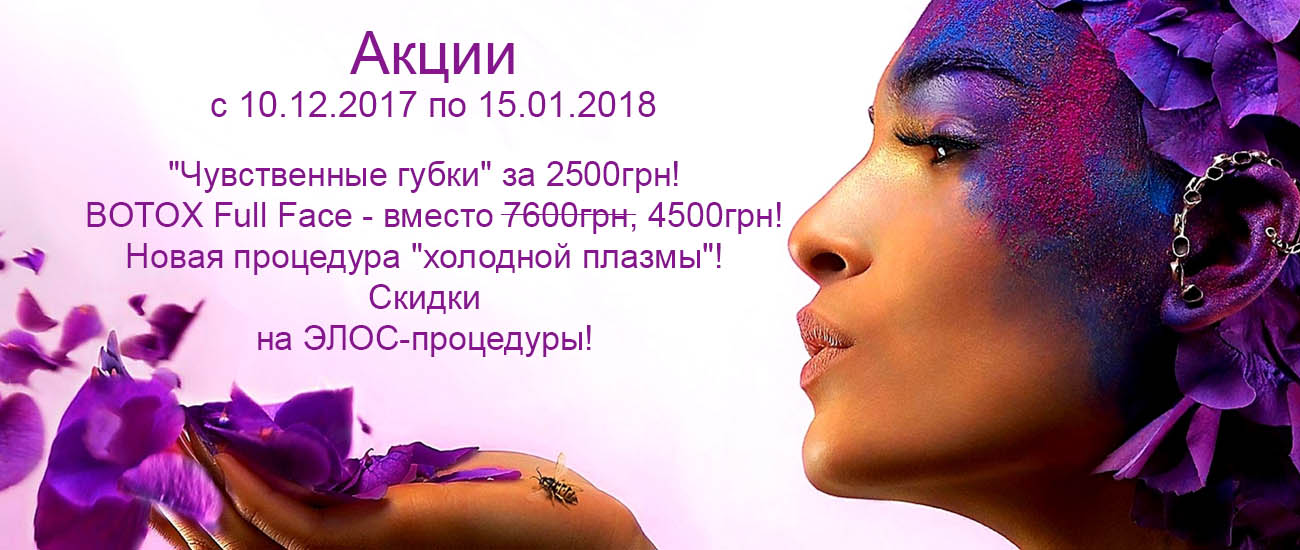 Акции
с 10.12.2017 по 15.01.2018
"Чувственные губки" за 2500грн!
BOTOX Full Face - вместо 7600грн, 4500грн!
Новая процедура "холодной плазмы"!
Скидки
на ЭЛОС-процедуры!